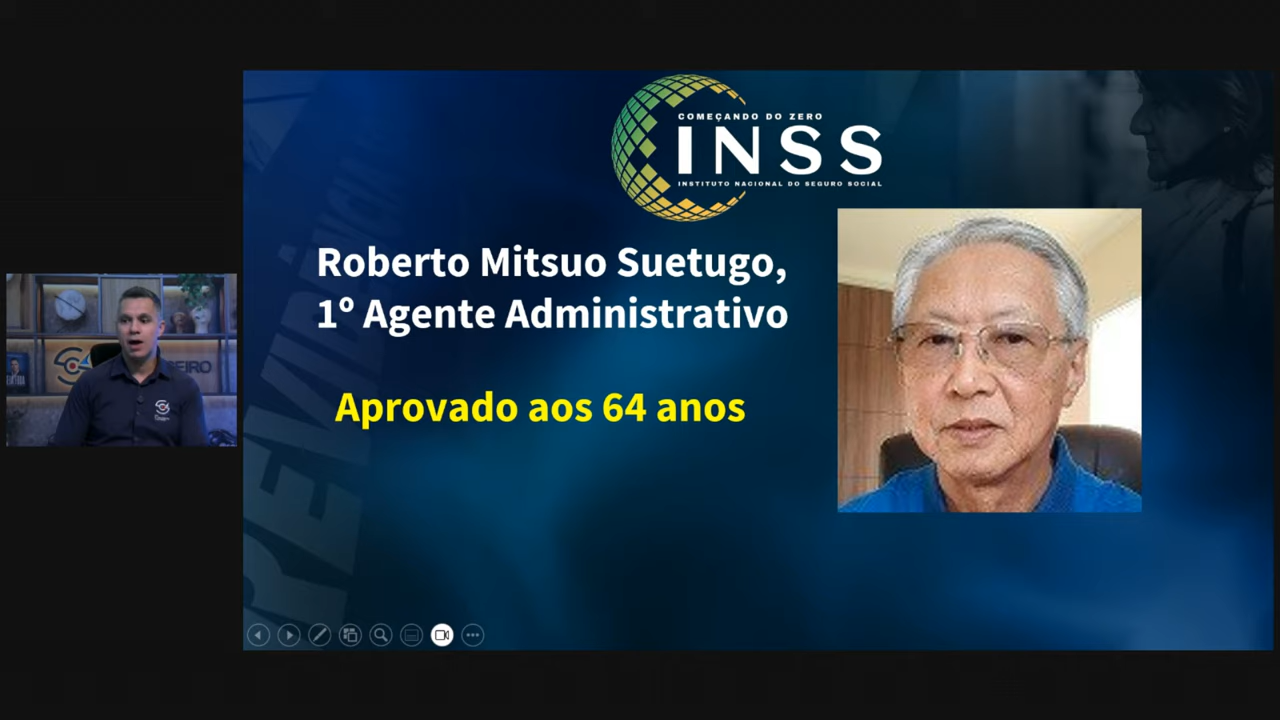 COMEÇANDO DO ZERO
INSS
INSTITUTO NACIONAL DO SEGURO SOCIAL
Roberto Mitsuo Suetugo,
1º Agente Administrativo
Aprovado aos 64 anos